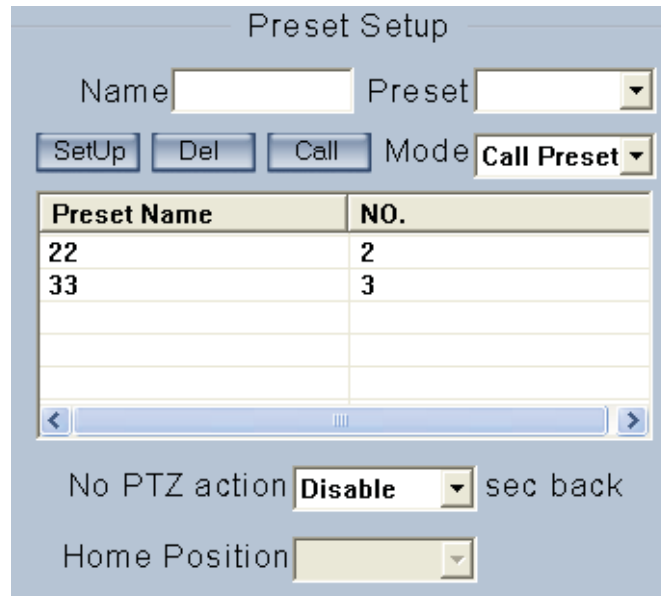 Preset Setup
Name Preset
SetUp Del Call Mode Call Preset
Preset Name NO.
22 2
33 3
No PTZ action Disable sec back
Home Position